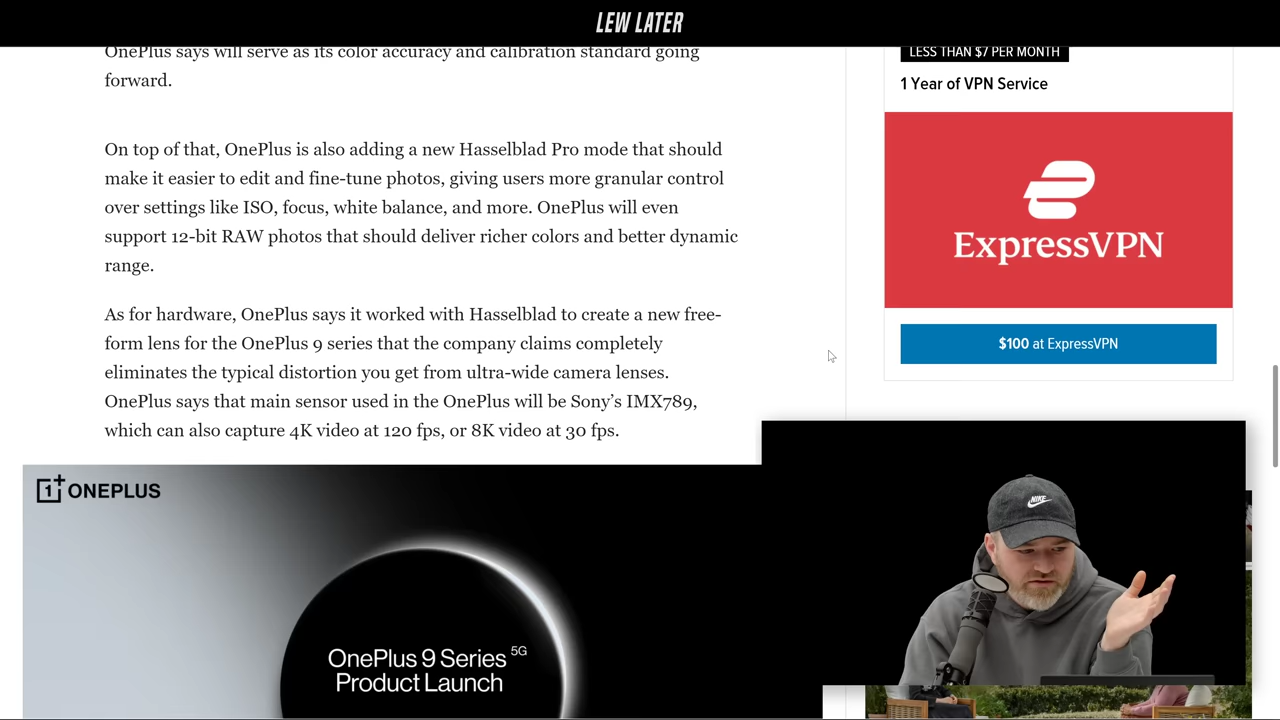 LEW LATER
OnePlus says will serve as its color accuracy and calibration standard going
forward.
On top of that, OnePlus is also adding a new Hasselblad Pro mode that should
make it easier to edit and fine-tune photos, giving users more granular control
over settings like ISO, focus, white balance, and more. OnePlus will even
support 12-bit RAW photos that should deliver richer colors and better dynamic
range.
As for hardware, OnePlus says it worked with Hasselblad to create a new free-
form lens for the OnePlus 9 series that the company claims completely
eliminates the typical distortion you get from ultra-wide camera lenses.
OnePlus says that main sensor used in the OnePlus will be Sony’s IMX789,
which can also capture 4K video at 120 fps, or 8K video at 30 fps.
1+ ONEPLUS
OnePlus 9 Series 5G
Product Launch
LESS THAN $7 PER MONTH
1 Year of VPN Service
ExpressVPN
$100 at ExpressVPN
NIKE